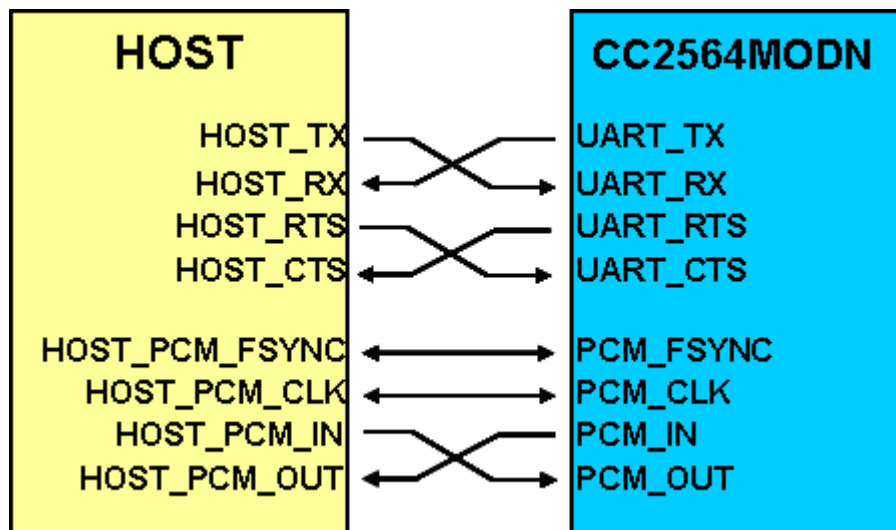 HOST
HOST_TX
HOST_RX
HOST_RTS
HOST_CTS
HOST_PCM_FSYNC
HOST_PCM_CLK
HOST_PCM_IN
HOST_PCM_OUT
CC2564MODN
UART_TX
UART_RX
UART_RTS
UART_CTS
PCM_FSYNC
PCM_CLK
PCM_IN
PCM_OUT